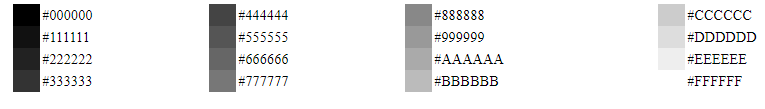 #000000
#111111
#222222
#333333
#444444
#555555
#666666
#777777
#888888
#999999
#AAAAAA
#BBBBBB
#CCCCCC
#DDDDDD
#EEEEEE
#FFFFFF